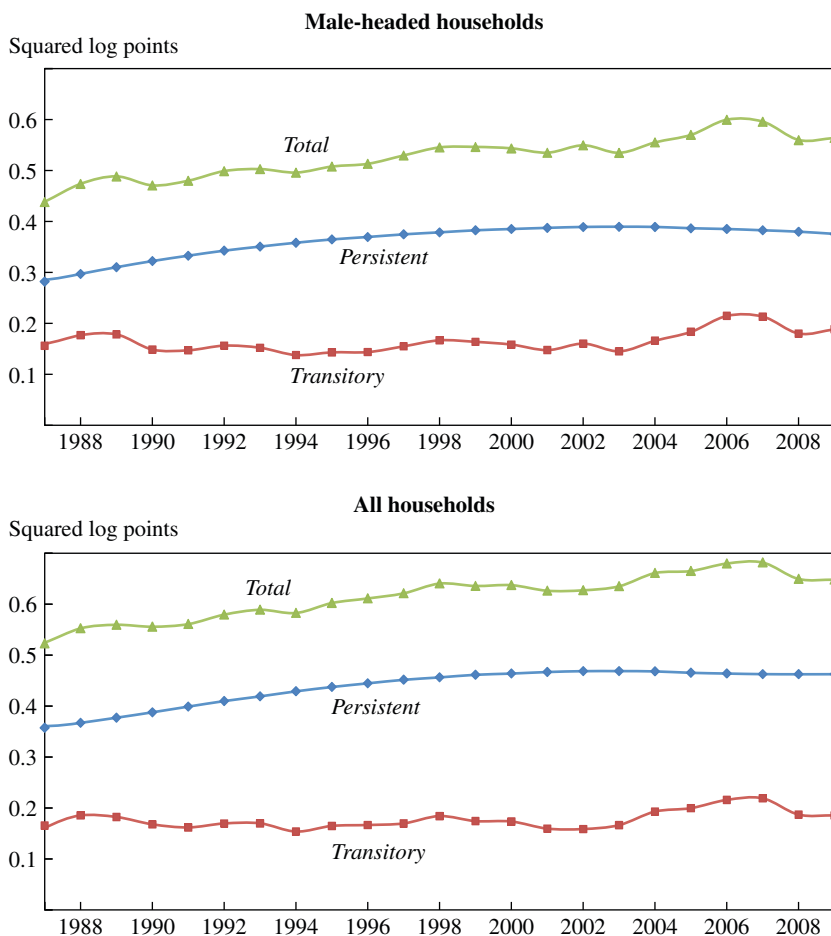 Male-headed households
Squared log points
0.6
Total
0.5
0.4
Persistent
0.3
0.2
Transitory
0.1
1988 1990 1992 1994 1996 1998 2000 2002 2004 2006 2008
All households
Squared log points
Total
0.6
0.5
Persistent
0.4
0.3
0.2
Transitory
0.1
1988 1990 1992 1994 1996 1998 2000 2002 2004 2006 2008